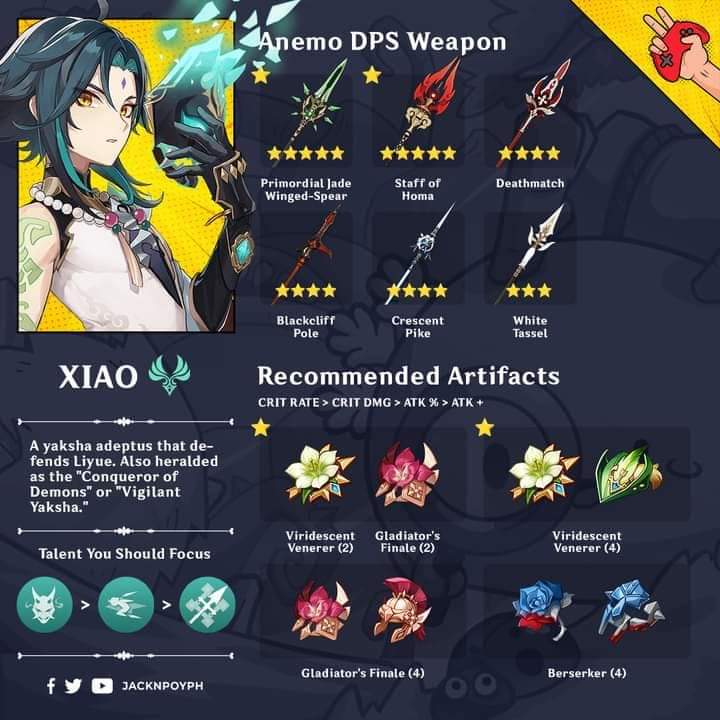 Anemo DPS Weapon
Primordial Jade
Winged-Spear
Staff of
Homa
Deathmatch
Blackcliff
Pole
Crescent
Pike
White
Tassel
XIAO
A yaksha adeptus that de-
fends Liyue. Also heralded
as the "Conqueror of
Demons" or "Vigilant
Yaksha."
Talent You Should Focus
> >
JACKNPOYPH
Recommended Artifacts
CRIT RATE > CRIT DMG > ATK % > ATK +
Viridescent
Venerer (2)
Gladiator's
Finale (2)
Viridescent
Venerer (4)
Gladiator's Finale (4)
Berserker (4)